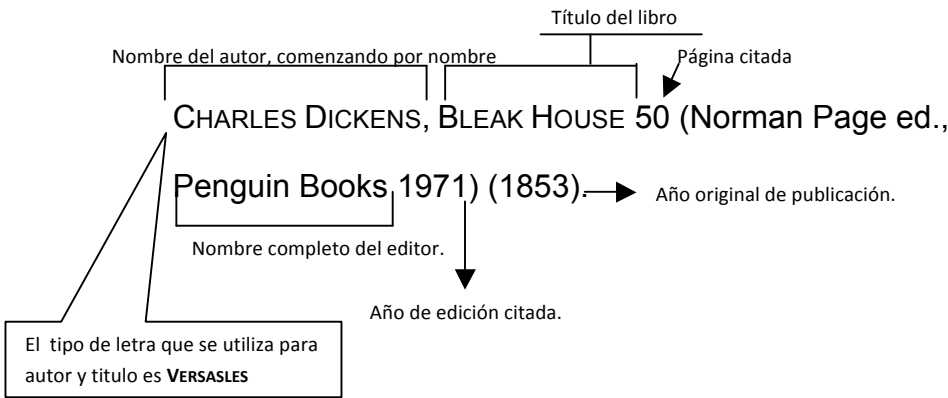 Título del libro
Nombre del autor, comenzando por nombre
Página citada
CHARLES DICKENS, BLEAK HOUSE 50 (Norman Page ed.,
Penguin Books 1971) (1853).
Año original de publicación.
Nombre completo del editor.
Año de edición citada.
El tipo de letra que se utiliza para
autor y titulo es VERSASLES